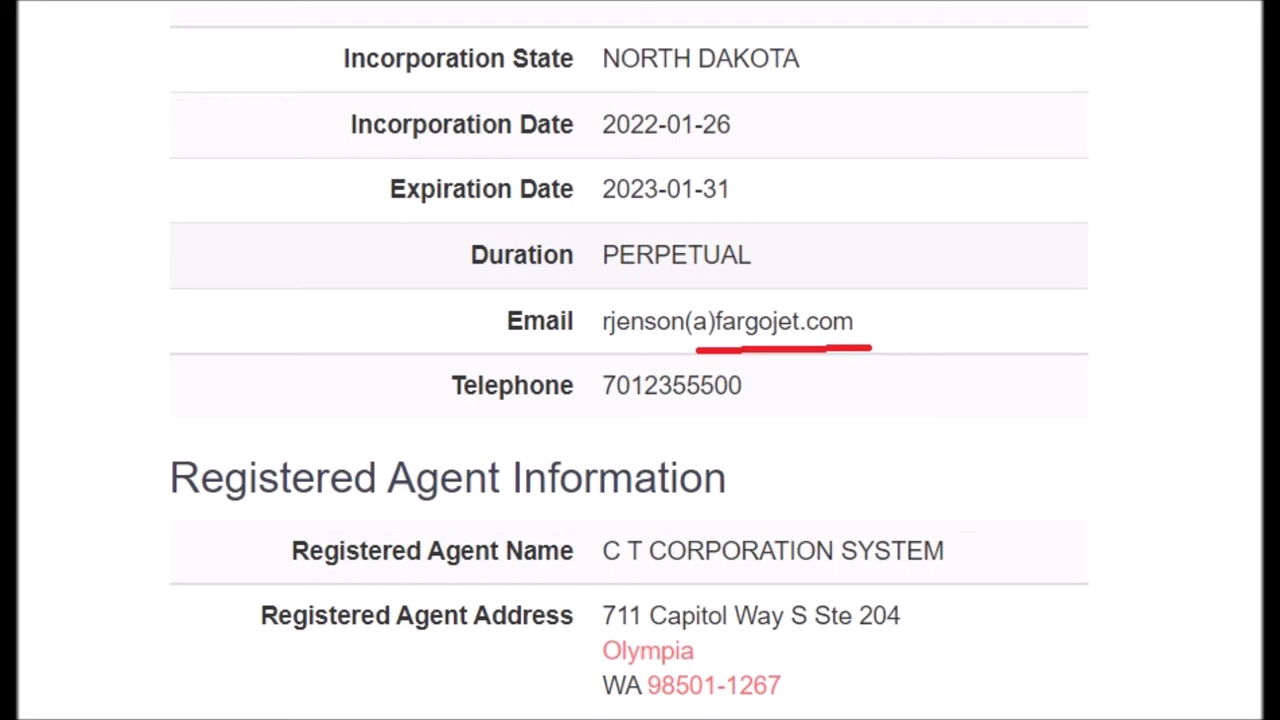 Incorporation State NORTH DAKOTA
Incorporation Date 2022-01-26
Expiration Date 2023-01-31
Duration PERPETUAL
Email rjenson(a)fargojet.com
Telephone 7012355500
Registered Agent Information
Registered Agent Name C T CORPORATION SYSTEM
Registered Agent Address 711 Capitol Way S Ste 204
Olympia
WA 98501-1267